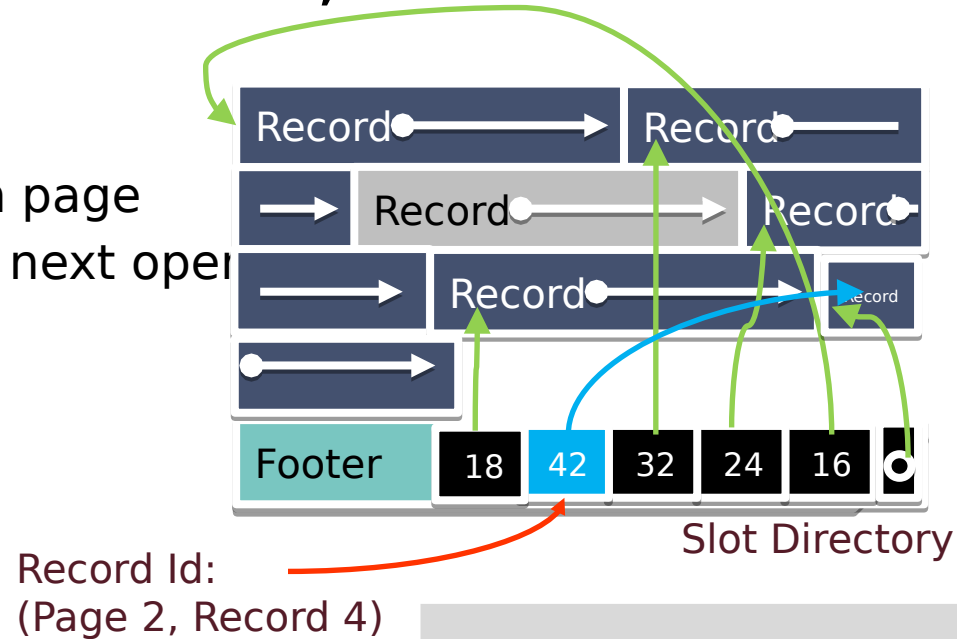 Record Record
page
Record Record
next open
Record Record
Footer 18 42 32 24 16
Slot Directory
Record Id:
(Page 2, Record 4)